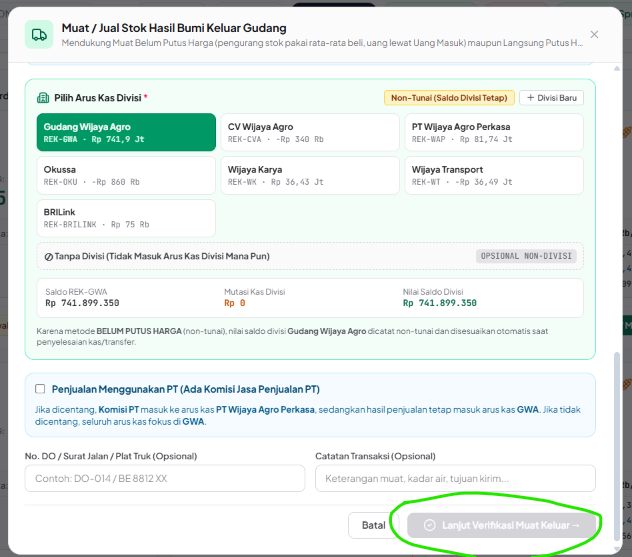 Muat / Jual Stok Hasil Bumi Keluar Gudang
Mendukung Muat Belum Putus Harga (pengurang stok pakai rata-rata beli, uang lewat Uang Masuk) maupun Langsung Putus H...
Pilih Arus Kas Divisi *
Non-Tunai (Saldo Divisi Tetap)
+ Divisi Baru
Gudang Wijaya Agro
REK-GWA · Rp 741,9 Jt
CV Wijaya Agro
REK-CVA · -Rp 340 Rb
PT Wijaya Agro Perkasa
REK-WAP · Rp 81,74 Jt
Okussa
REK-OKU · -Rp 860 Rb
Wijaya Karya
REK-WK · Rp 36,43 Jt
Wijaya Transport
REK-WT · -Rp 36,49 Jt
BRILink
REK-BRILINK · Rp 75 Rb
Tanpa Divisi (Tidak Masuk Arus Kas Divisi Mana Pun)
OPSIONAL NON-DIVISI
Saldo REK-GWA
Rp 741.899.350
Mutasi Kas Divisi
Rp 0
Nilai Saldo Divisi
Rp 741.899.350
Karena metode BELUM PUTUS HARGA (non-tunai), nilai saldo divisi Gudang Wijaya Agro dicatat non-tunai dan disesuaikan otomatis saat
penyelesaian kas/transfer.
Penjualan Menggunakan PT (Ada Komisi Jasa Penjualan PT)
Jika dicentang, Komisi PT masuk ke arus kas PT Wijaya Agro Perkasa, sedangkan hasil penjualan tetap masuk arus kas GWA. Jika tidak
dicentang, seluruh arus kas fokus di GWA.
No. DO / Surat Jalan / Plat Truk (Opsional)
Contoh: DO-014 / BE 8812 XX
Catatan Transaksi (Opsional)
Keterangan muat, kadar air, tujuan kirim...
Batal
Lanjut Verifikasi Muat Keluar →